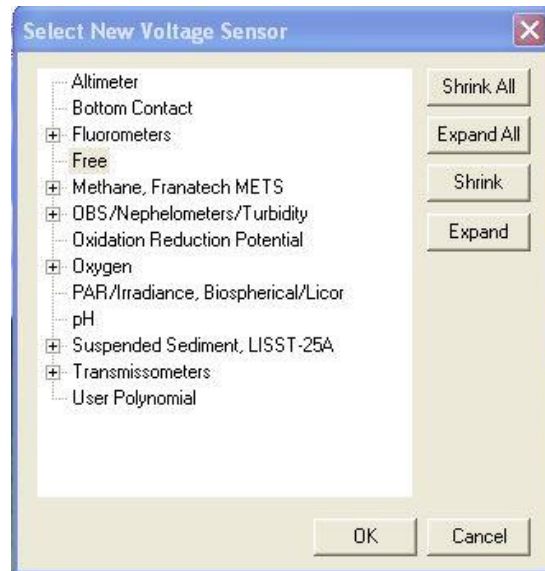 Select New Voltage Sensor
Altimeter
Bottom Contact
Fluorometers
Free
Methane, Franatech METS
OBS/Nephelometers/Turbidity
Oxidation Reduction Potential
Oxygen
PAR/Irradiance, Biospherical/Licor
pH
Suspended Sediment, LISST-25A
Transmissometers
User Polynomial
Shrink All
Expand All
Shrink
Expand
OK
Cancel